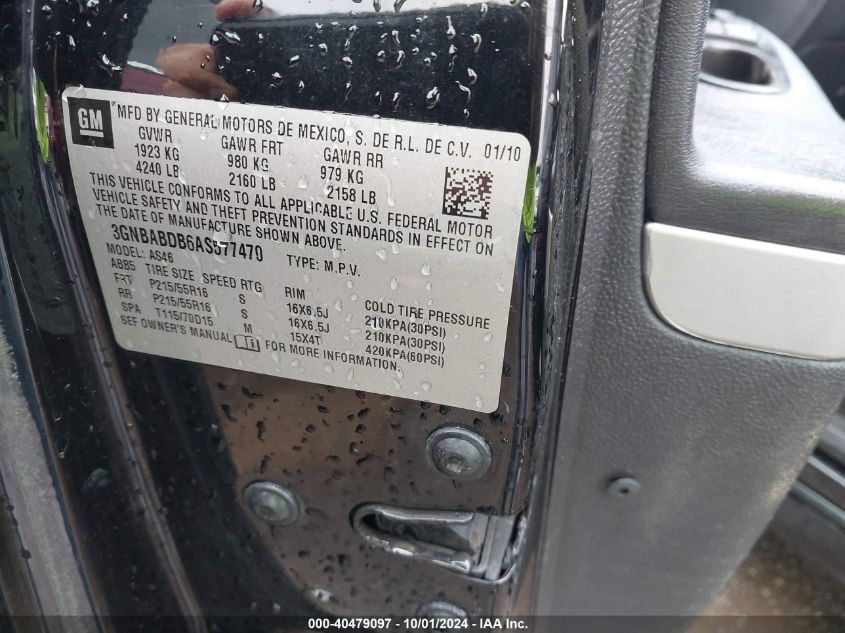 GM
MFD BY GENERAL MOTORS DE MEXICO, S. DE R.L. DE C.V. 01/10
GVWR GAWR FRT GAWR RR
1923 KG 980 KG 979 KG
4240 LB 2160 LB 2158 LB
THIS VEHICLE CONFORMS TO ALL APPLICABLE U.S. FEDERAL MOTOR
VEHICLE SAFETY AND THEFT PREVENTION STANDARDS IN EFFECT ON
THE DATE OF MANUFACTURE SHOWN ABOVE.
3GNBABDB6AS577470 TYPE: M.P.V.
MODEL: AS46
ABB5 TIRE SIZE SPEED RTG RIM COLD TIRE PRESSURE
FRT P215/55R16 S 16X6.5J 210KPA(30PSI)
RR P215/55R16 S 16X6.5J 210KPA(30PSI)
SPA T115/70D15 M 15X4T 420KPA(60PSI)
SEE OWNER'S MANUAL FOR MORE INFORMATION.
000-40479097 - 10/01/2024 - IAA Inc.